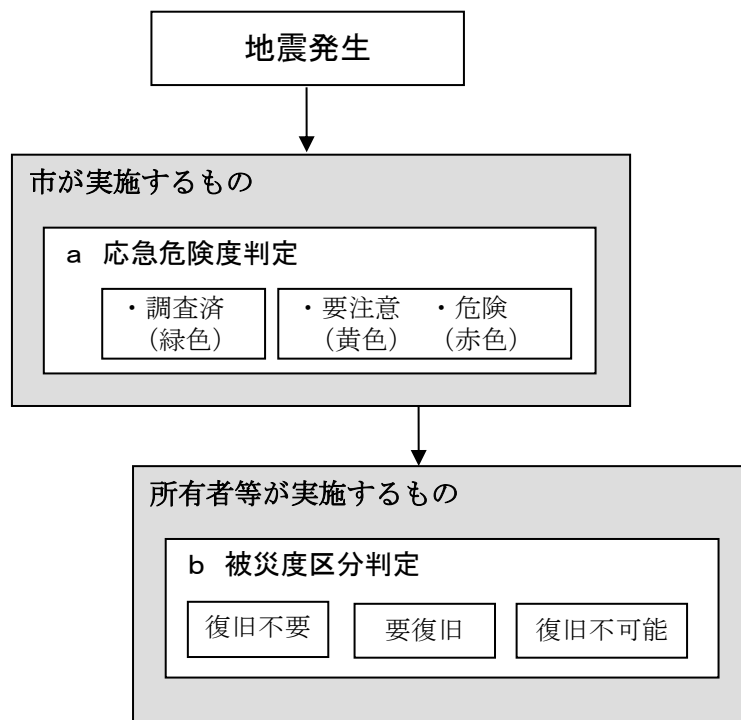 地震発生
市が実施するもの
a 応急危険度判定
・調査済
(緑色)
・要注意 ・危険
(黄色) (赤色)
所有者等が実施するもの
b 被災度区分判定
復旧不要
要復旧
復旧不可能